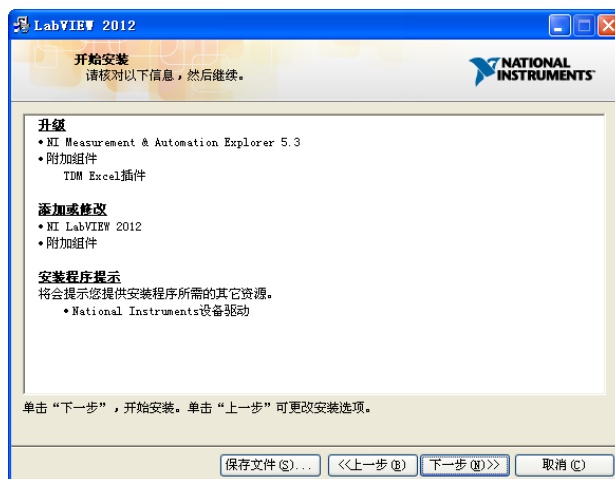 LabVIEW 2012
开始安装
请核对以下信息，然后继续。
NATIONAL
INSTRUMENTS
升级
• NI Measurement & Automation Explorer 5.3
• 附加组件
TDM Excel插件
添加或修改
• NI LabVIEW 2012
• 附加组件
安装程序提示
将会提示您提供安装程序所需的其它资源。
• National Instruments设备驱动
单击“下一步”，开始安装。单击“上一步”可更改安装选项。
保存文件(S)... <<上一步(B) 下一步(N)>> 取消(C)